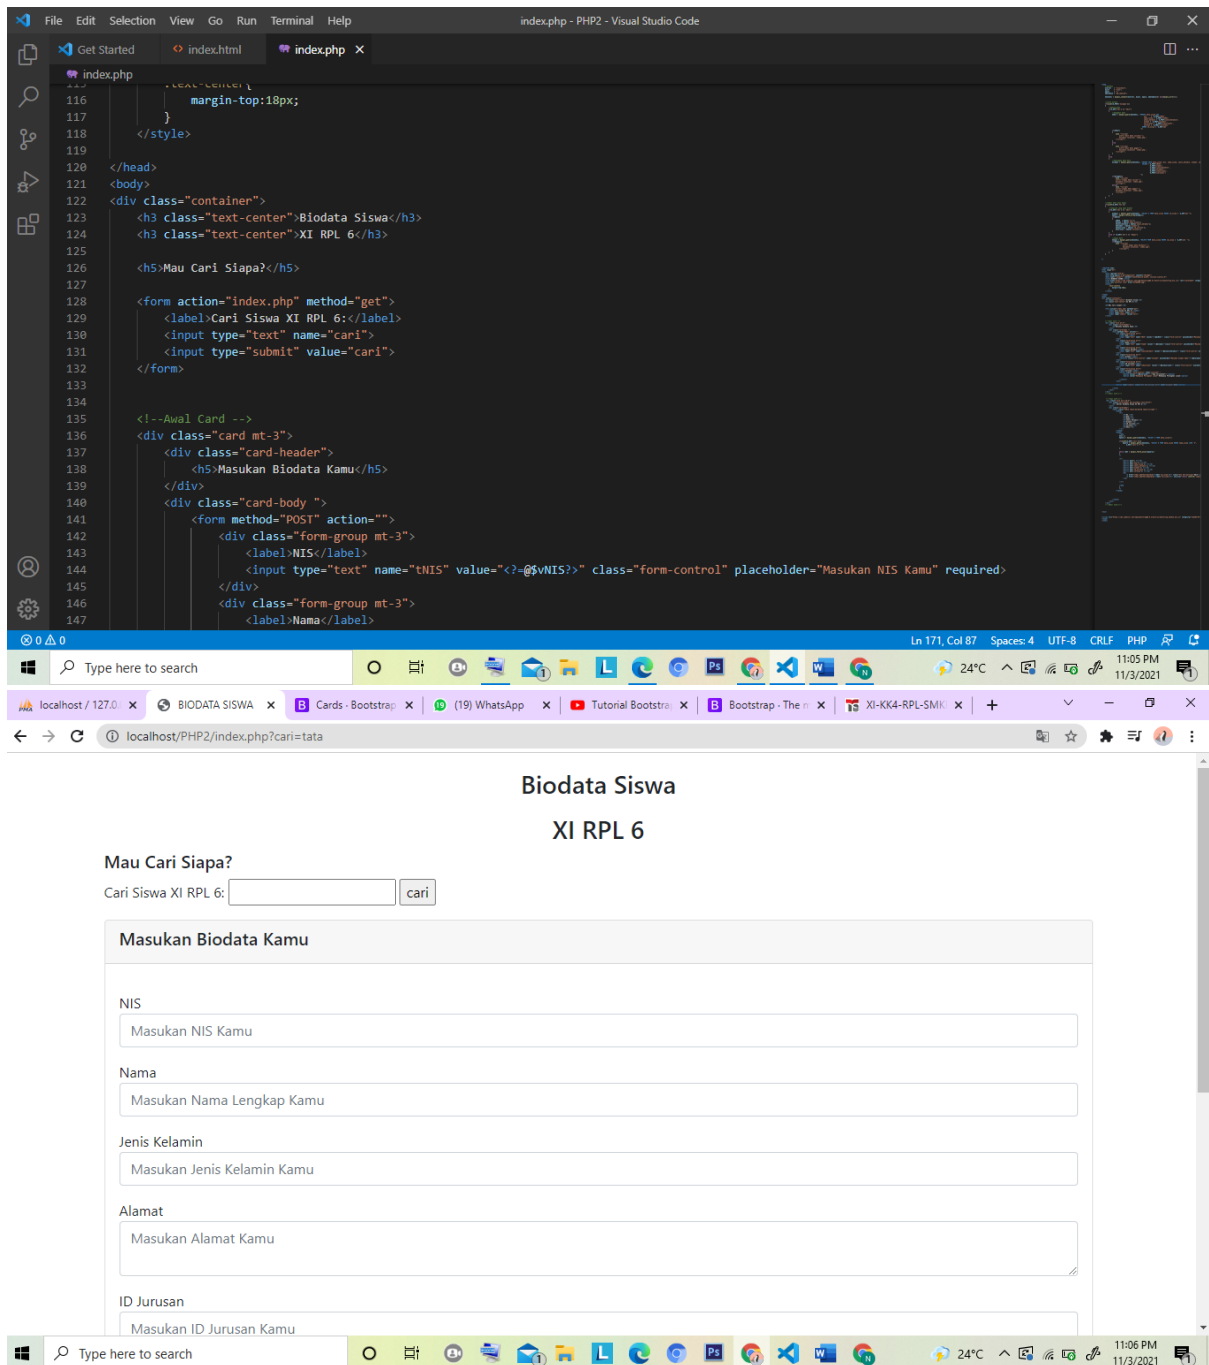 File Edit Selection View Go Run Terminal Help index.php - PHP2 - Visual Studio Code
Get Started index.html index.php
index.php
115 .text-center{
116 margin-top:18px;
117 }
118 </style>
119
120 </head>
121 <body>
122 <div class="container">
123 <h3 class="text-center">Biodata Siswa</h3>
124 <h3 class="text-center">XI RPL 6</h3>
125
126 <h5>Mau Cari Siapa?</h5>
127
128 <form action="index.php" method="get">
129 <label>Cari Siswa XI RPL 6:</label>
130 <input type="text" name="cari">
131 <input type="submit" value="cari">
132 </form>
133
134
135 <!--Awal Card -->
136 <div class="card mt-3">
137 <div class="card-header">
138 <h5>Masukan Biodata Kamu</h5>
139 </div>
140 <div class="card-body ">
141 <form method="POST" action="">
142 <div class="form-group mt-3">
143 <label>NIS</label>
144 <input type="text" name="tNIS" value="<?=@$vNIS?>" class="form-control" placeholder="Masukan NIS Kamu" required>
145 </div>
146 <div class="form-group mt-3">
147 <label>Nama</label>
0 0 Ln 171, Col 87 Spaces: 4 UTF-8 CRLF PHP
Type here to search 24°C 11:05 PM
11/3/2021
localhost / 127.0. BIODATA SISWA Cards · Bootstrap (19) WhatsApp Tutorial Bootstra Bootstrap · The m XI-KK4-RPL-SMK
localhost/PHP2/index.php?cari=tata
Biodata Siswa
XI RPL 6
Mau Cari Siapa?
Cari Siswa XI RPL 6: cari
Masukan Biodata Kamu
NIS
Masukan NIS Kamu
Nama
Masukan Nama Lengkap Kamu
Jenis Kelamin
Masukan Jenis Kelamin Kamu
Alamat
Masukan Alamat Kamu
ID Jurusan
Masukan ID Jurusan Kamu
Type here to search 24°C 11:06 PM
11/3/2021